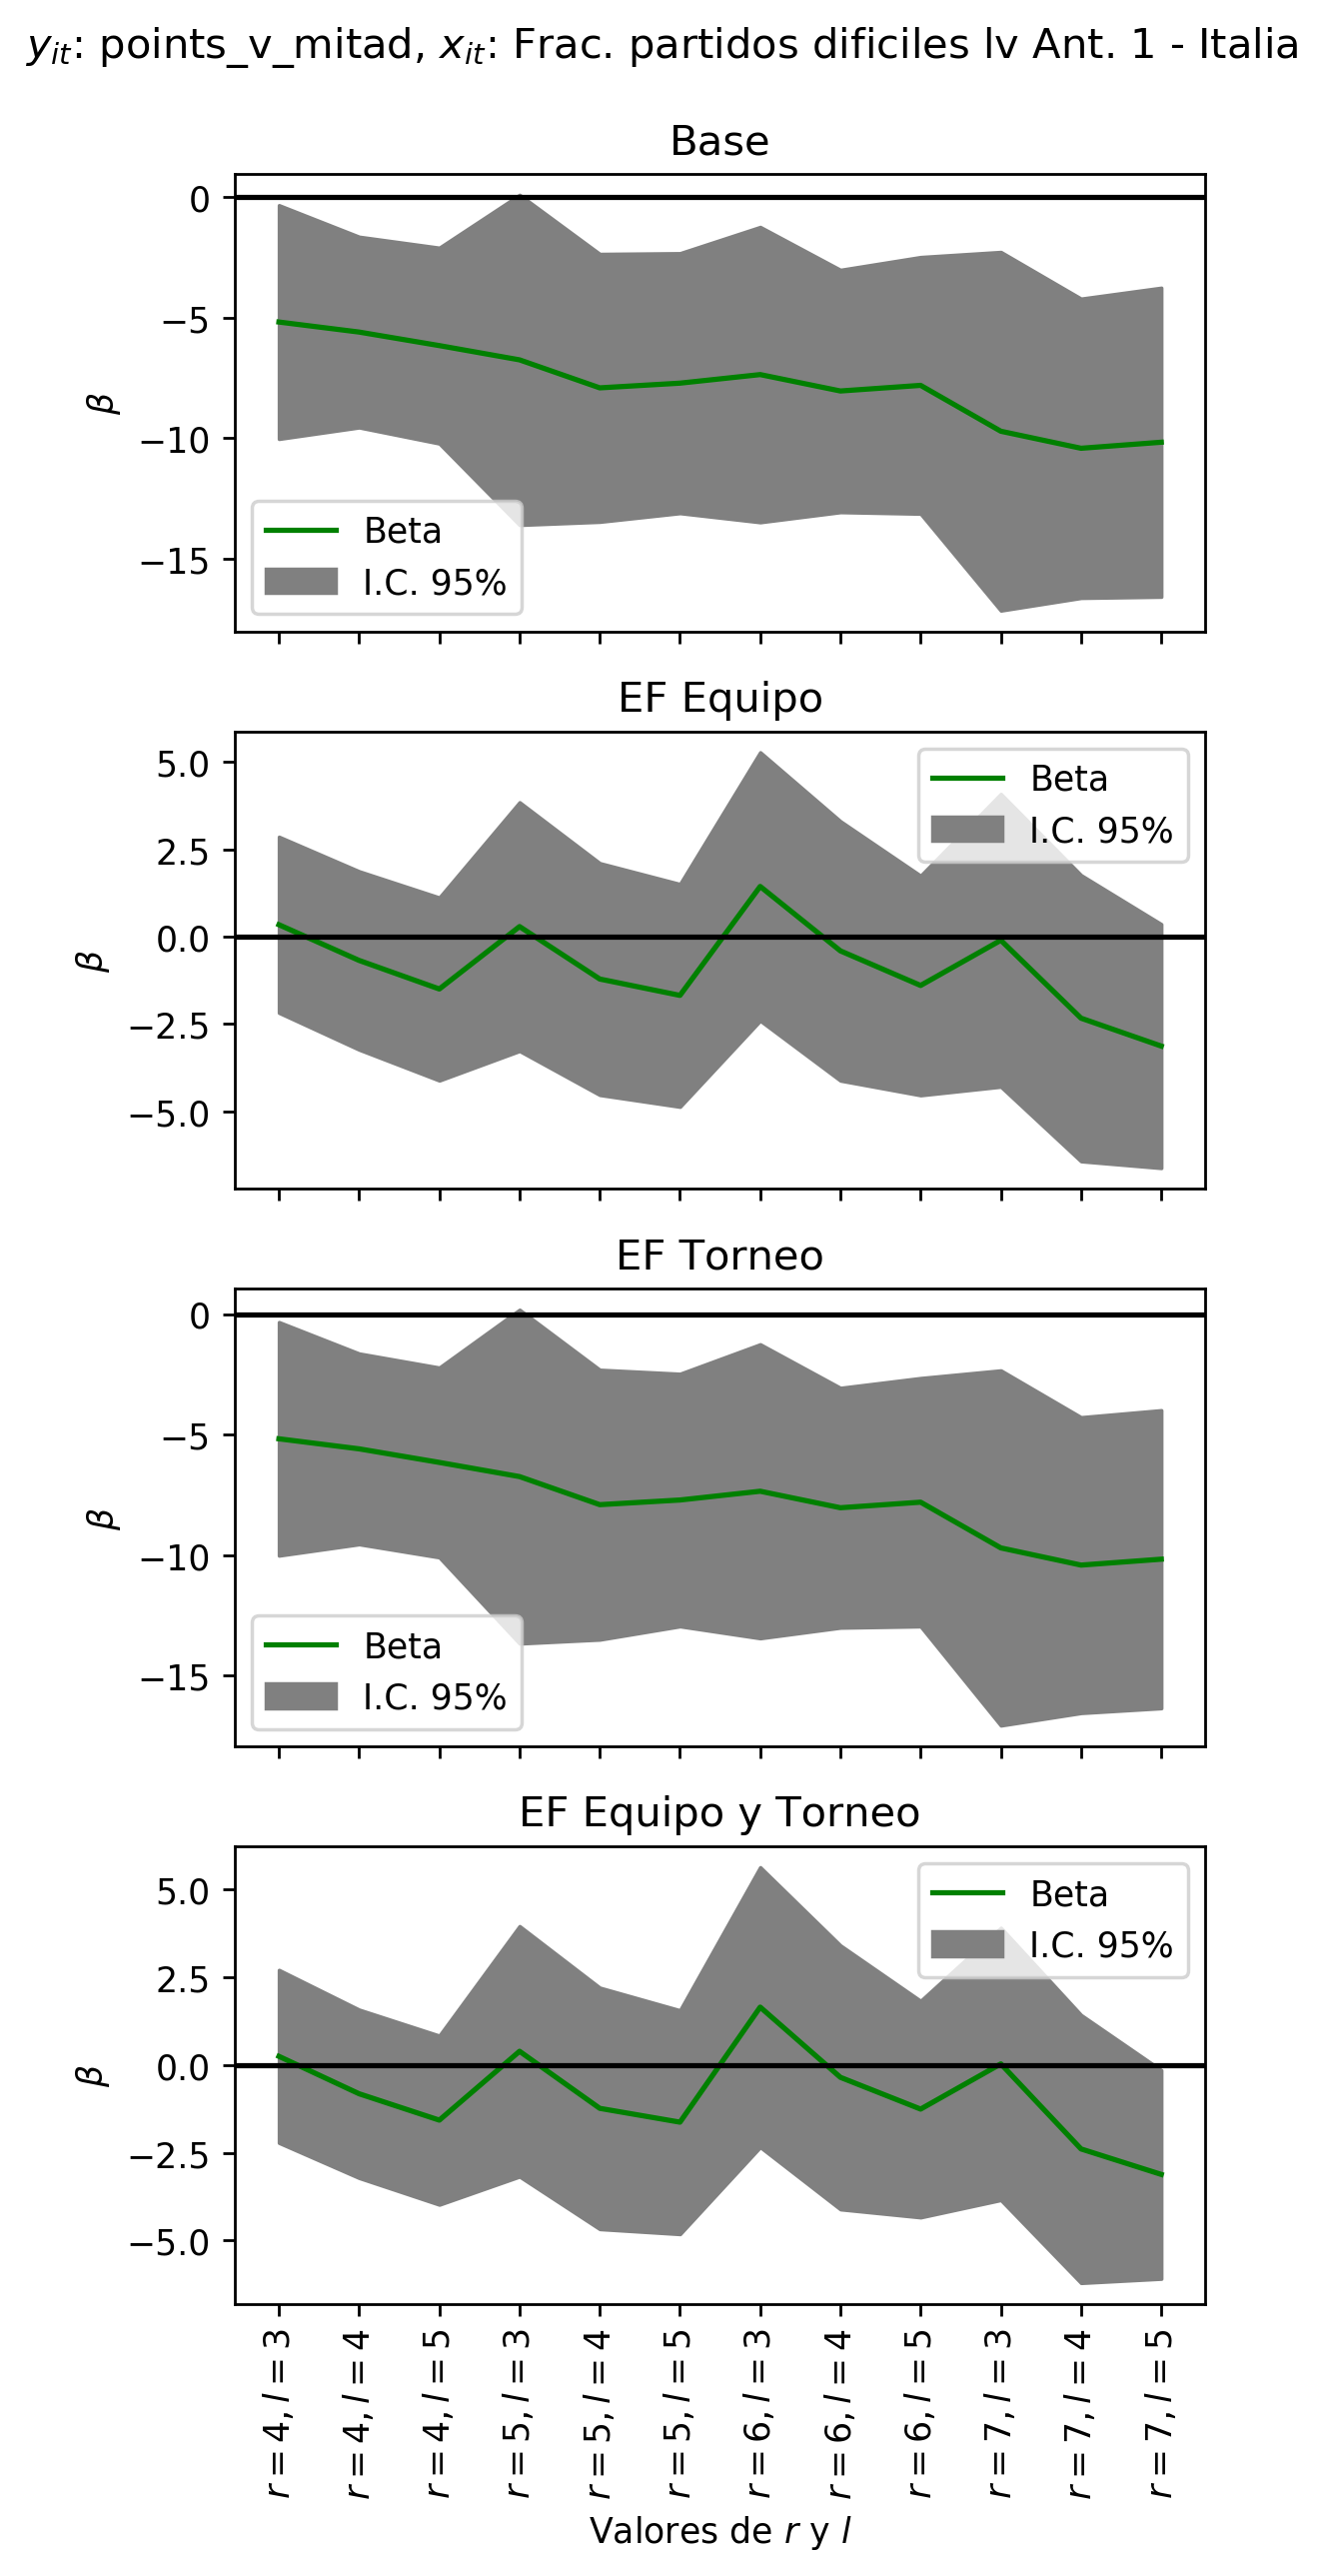 y_it: points_v_mitad, x_it: Frac. partidos dificiles lv Ant. 1 - Italia
Base
0
−5
−10
−15
β
Beta
I.C. 95%
EF Equipo
5.0
2.5
0.0
−2.5
−5.0
β
Beta
I.C. 95%
EF Torneo
0
−5
−10
−15
β
Beta
I.C. 95%
EF Equipo y Torneo
5.0
2.5
0.0
−2.5
−5.0
β
Beta
I.C. 95%
r = 4, l = 3
r = 4, l = 4
r = 4, l = 5
r = 5, l = 3
r = 5, l = 4
r = 5, l = 5
r = 6, l = 3
r = 6, l = 4
r = 6, l = 5
r = 7, l = 3
r = 7, l = 4
r = 7, l = 5
Valores de r y l